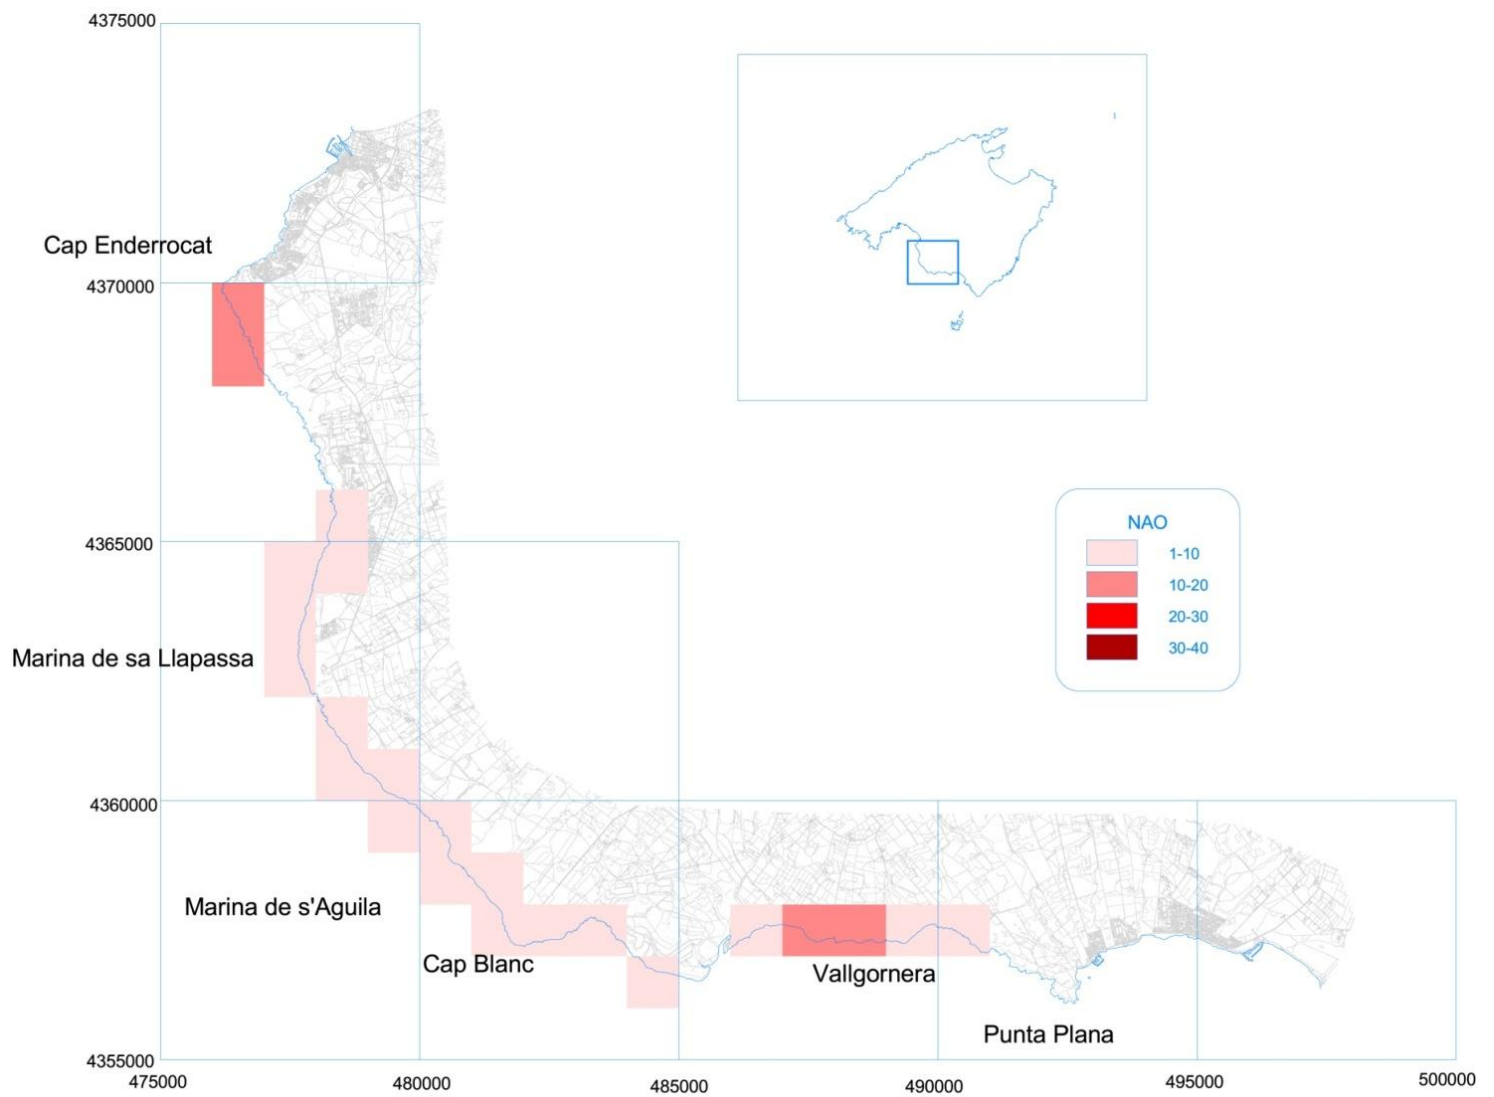 4375000
Cap Enderrocat
4370000
4365000
NAO
1-10
10-20
20-30
30-40
Marina de sa Llapassa
4360000
Marina de s'Aguila
Cap Blanc
Vallgornera
Punta Plana
4355000
475000
480000
485000
490000
495000
500000